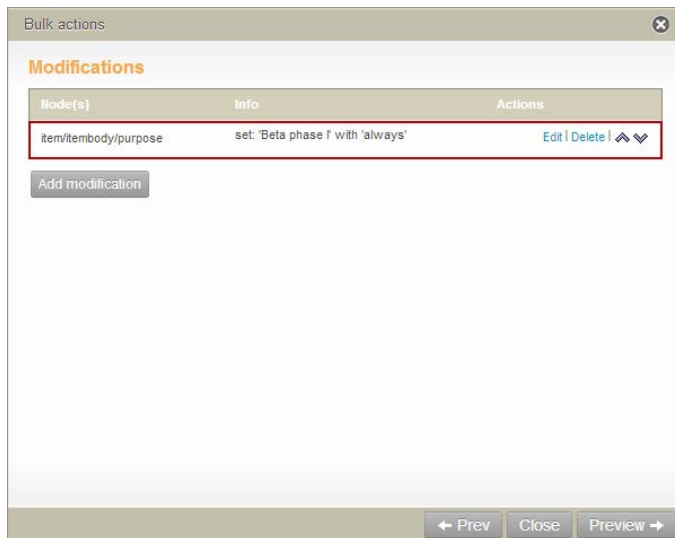 Bulk actions
Modifications
Node(s) Info Actions
item/itembody/purpose set: 'Beta phase I' with 'always' Edit | Delete |
Add modification
Prev Close Preview